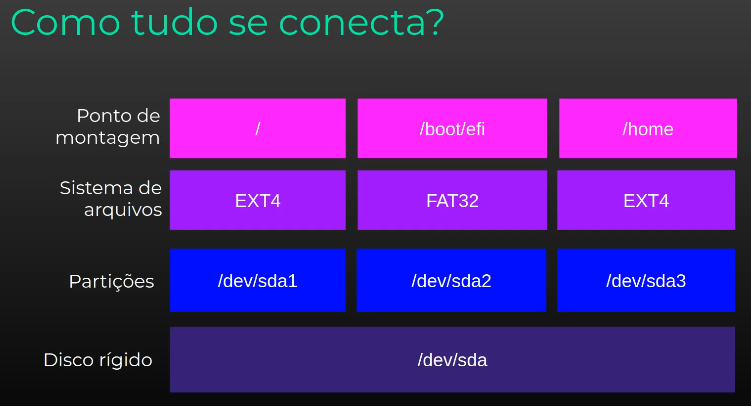 Como tudo se conecta?
Ponto de
montagem
/
/boot/efi
/home
Sistema de
arquivos
EXT4
FAT32
EXT4
Partições
/dev/sda1
/dev/sda2
/dev/sda3
Disco rígido
/dev/sda